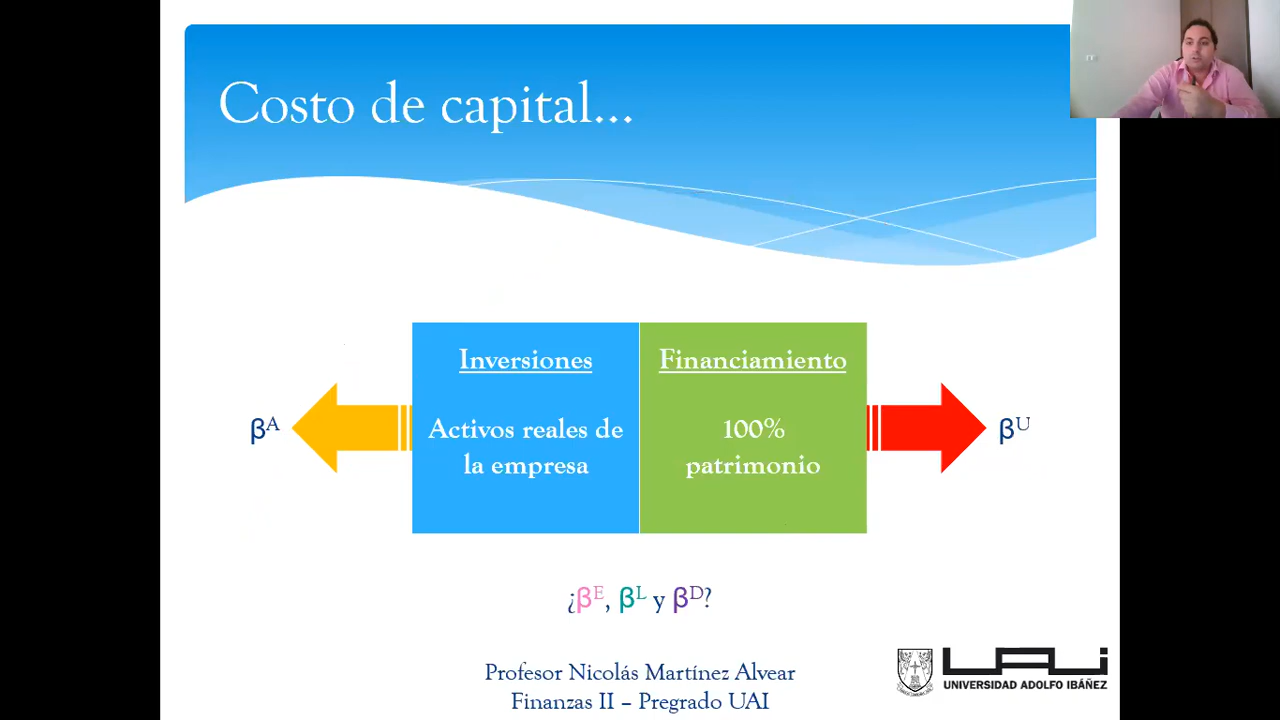 Costo de capital...
Inversiones
Activos reales de
la empresa
Financiamiento
100%
patrimonio
βA
βU
¿βE, βL y βD?
Profesor Nicolás Martínez Alvear
Finanzas II – Pregrado UAI
UAi
UNIVERSIDAD ADOLFO IBÁÑEZ